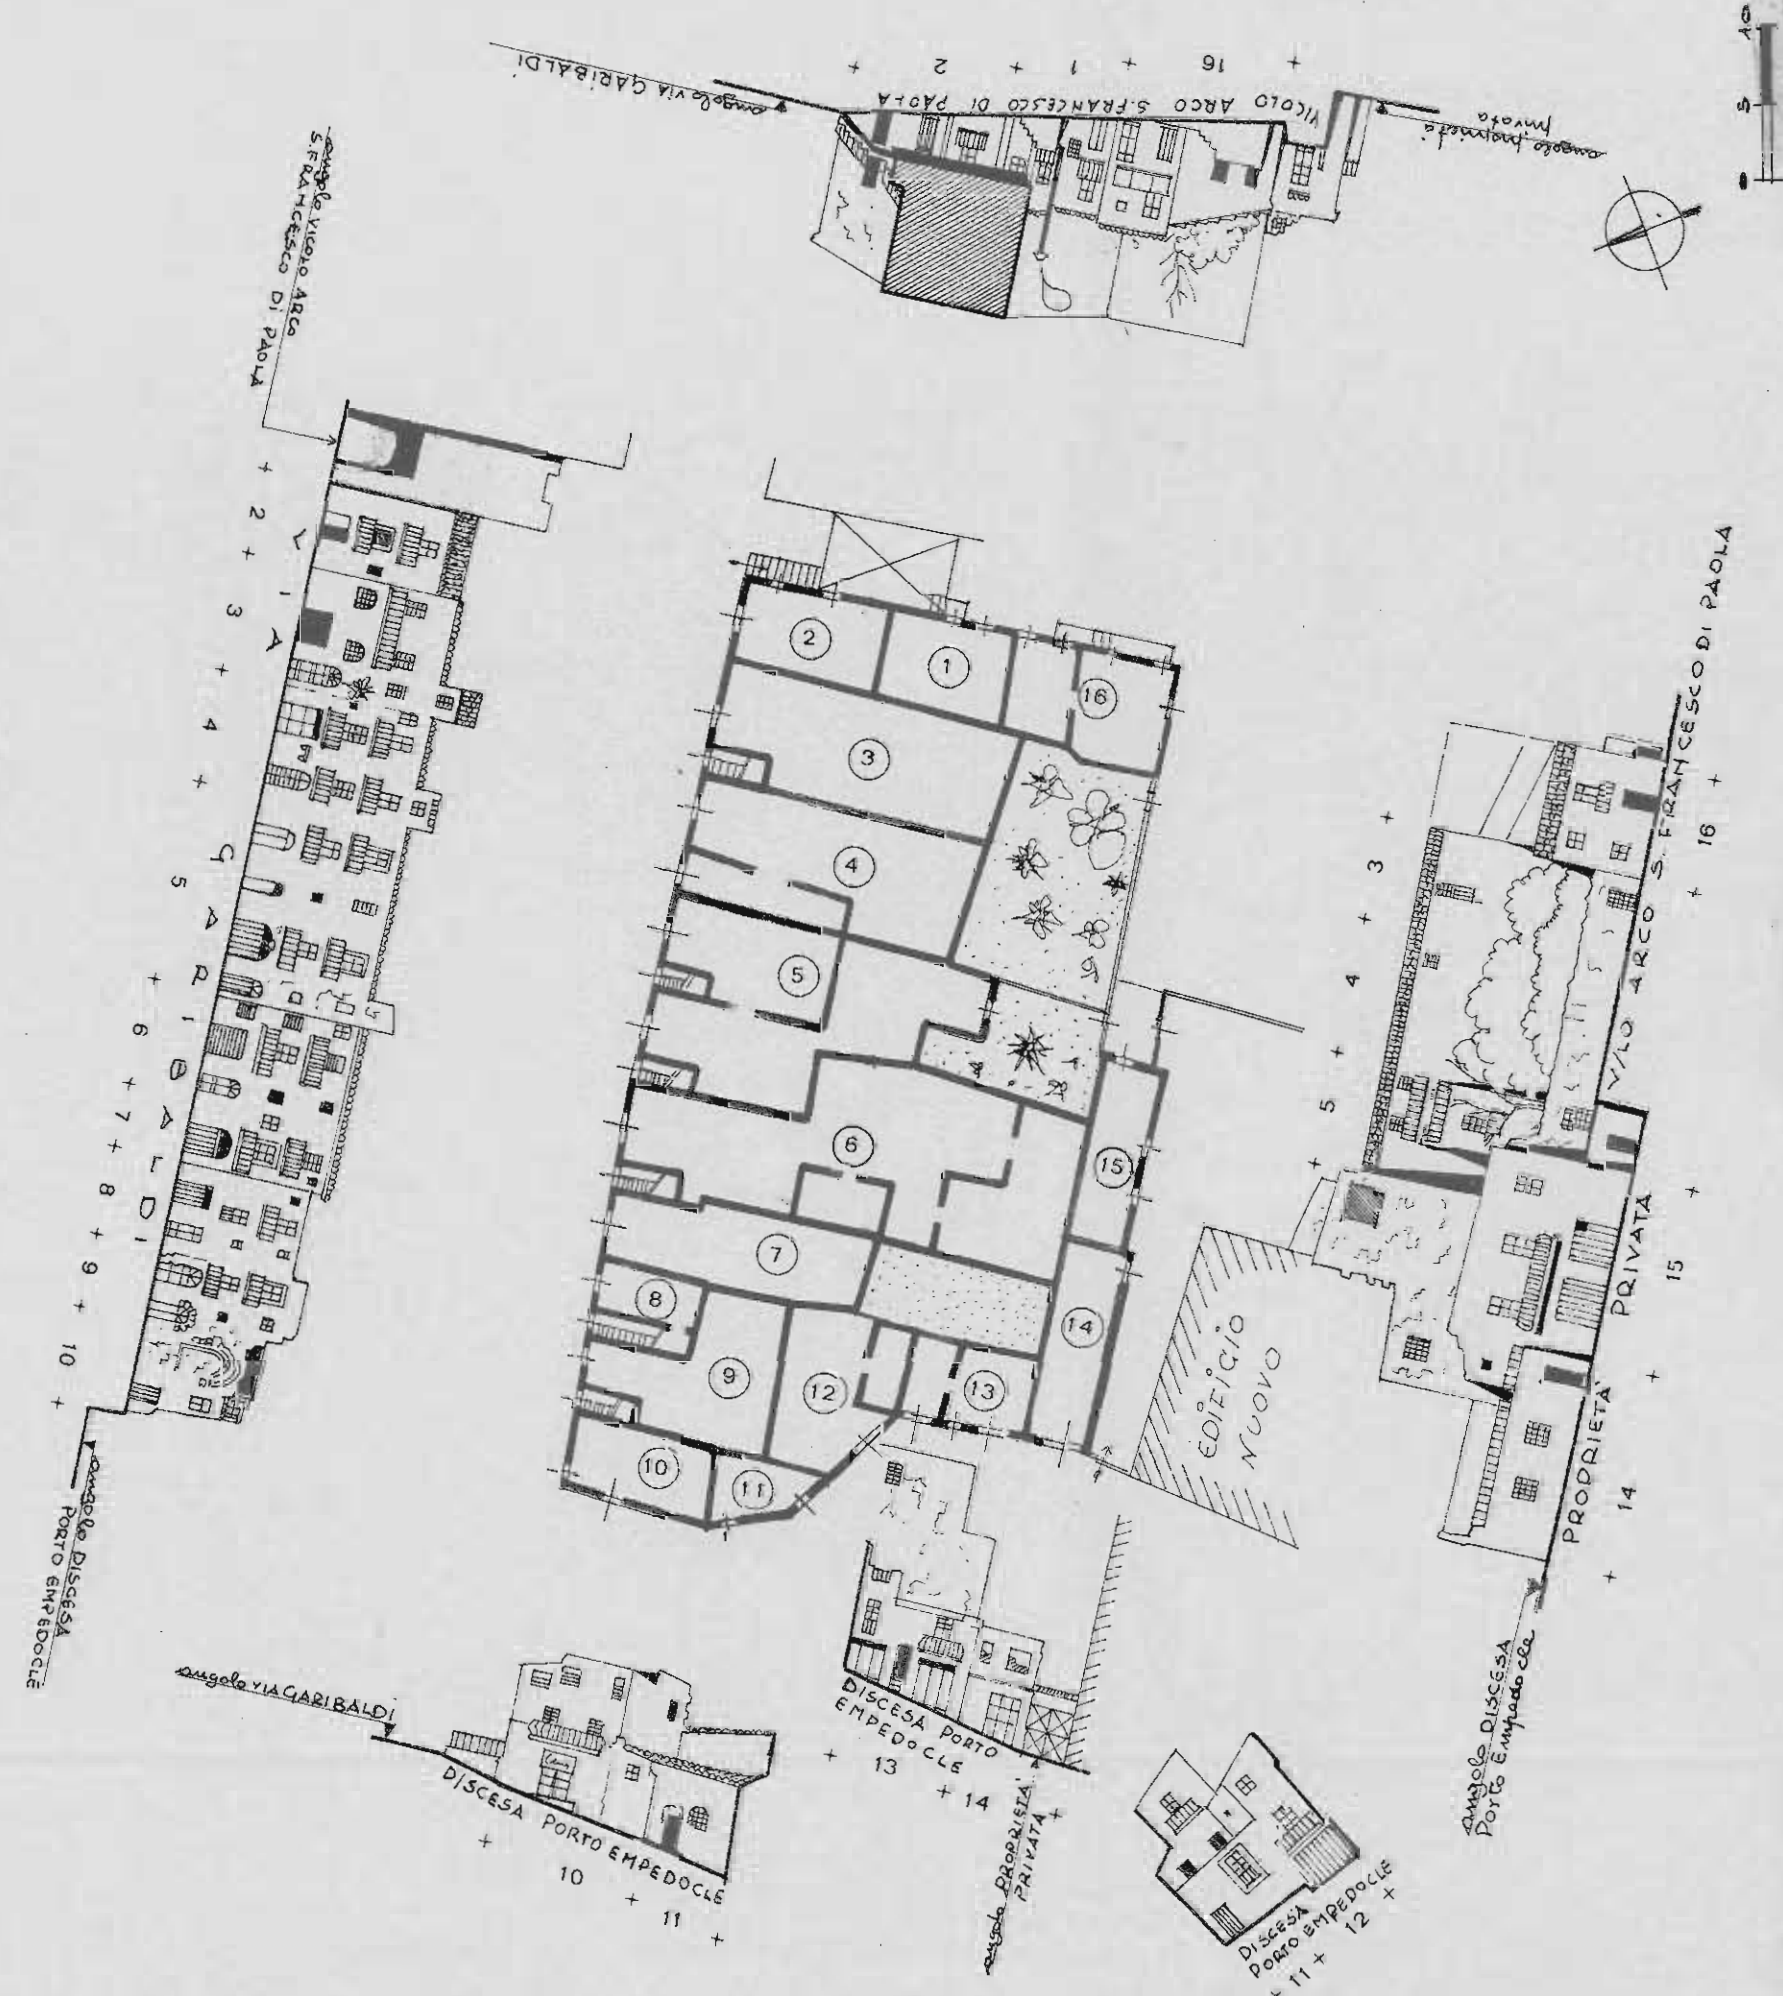 10
5
0
angolo via GARIBALDI
+ 2 + 1 + 16 +
VICOLO ARCO S. FRANCESCO DI PAOLA
angolo proprietà
privata
angolo VICOLO ARCO
S. FRANCESCO DI PAOLA
+ 2 + 3 + 4 + 5 + 6 + 7 + 8 + 9 + 10 +
VIA GARIBALDI
angolo DISCESA
PORTO EMPEDOCLE
2
1
16
3
4
5
6
15
7
8
14
9
12
13
10
11
EDIFICIO
NUOVO
+ 3 + 4 + 5 +
V/LO ARCO S. FRANCESCO DI PAOLA
+ 16 +
PROPRIETA' PRIVATA
+ 15 + 14 +
angolo DISCESA
Porto Empedocle
angolo VIA GARIBALDI
DISCESA PORTO EMPEDOCLE
+ 10 + 11 +
DISCESA PORTO
EMPEDOCLE
+ 13 + 14 +
angolo PROPRIETA'
PRIVATA
DISCESA
PORTO EMPEDOCLE
+ 11 + 12 +